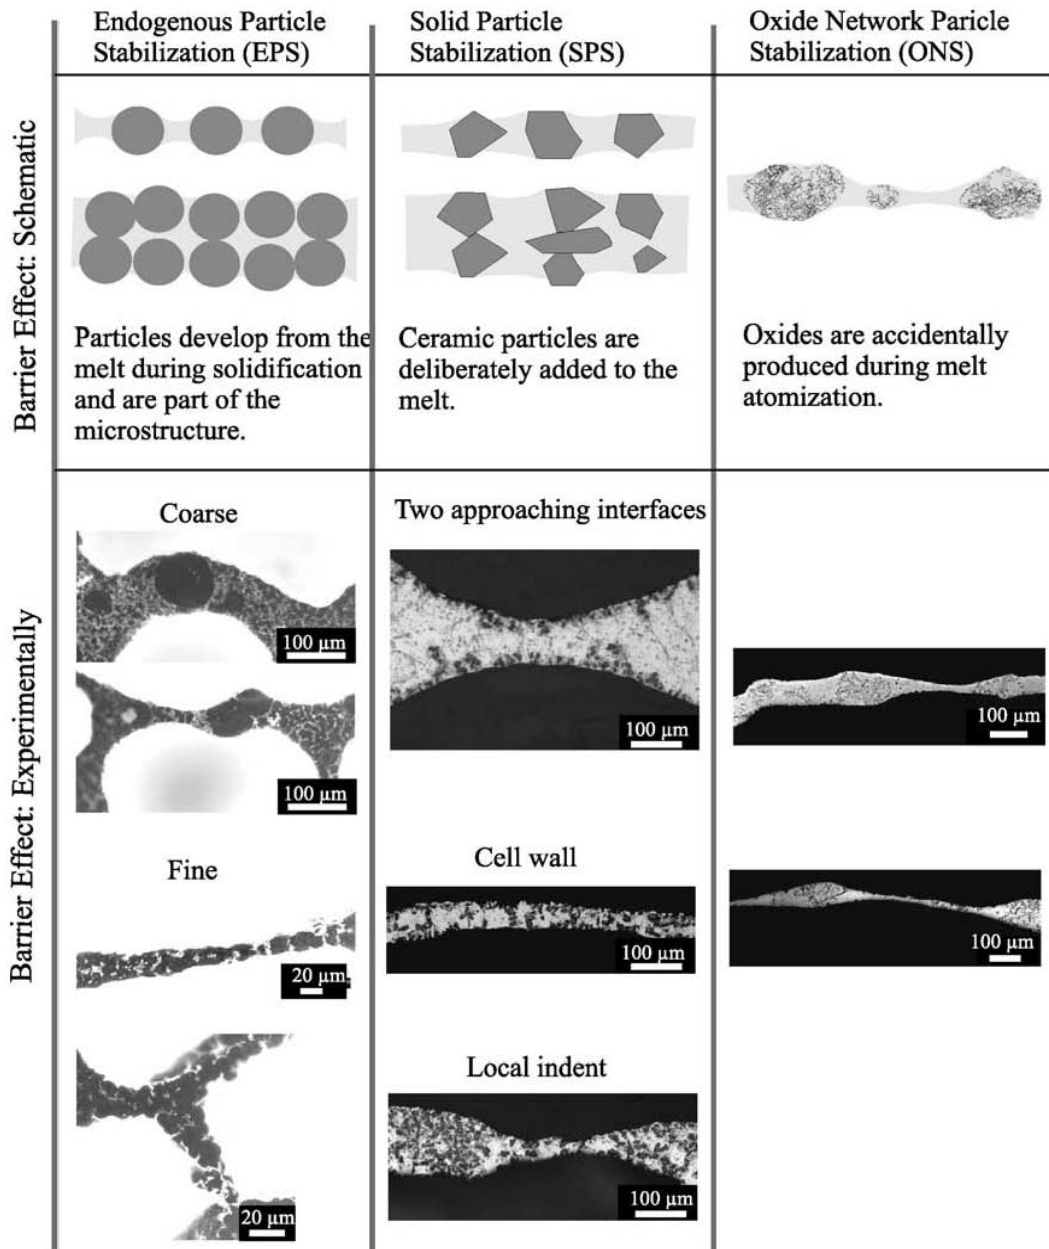 Endogenous Particle
Stabilization (EPS)
Solid Particle
Stabilization (SPS)
Oxide Network Paricle
Stabilization (ONS)
Barrier Effect: Schematic
Particles develop from the
melt during solidification
and are part of the
microstructure.
Ceramic particles are
deliberately added to the
melt.
Oxides are accidentally
produced during melt
atomization.
Barrier Effect: Experimentally
Coarse
100 μm
100 μm
Fine
20 μm
20 μm
Two approaching interfaces
100 μm
Cell wall
100 μm
Local indent
100 μm
100 μm
100 μm